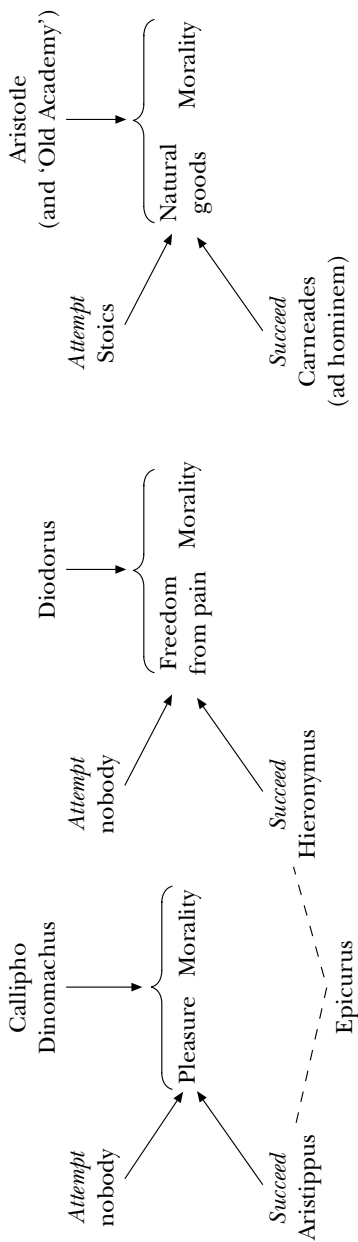 Callipho
Dinomachus
Attempt
nobody
Pleasure Morality
Succeed
Aristippus
Epicurus
Diodorus
Attempt
nobody
Freedom
from pain
Morality
Succeed
Hieronymus
Aristotle
(and ‘Old Academy’)
Attempt
Stoics
Natural
goods
Morality
Succeed
Carneades
(ad hominem)